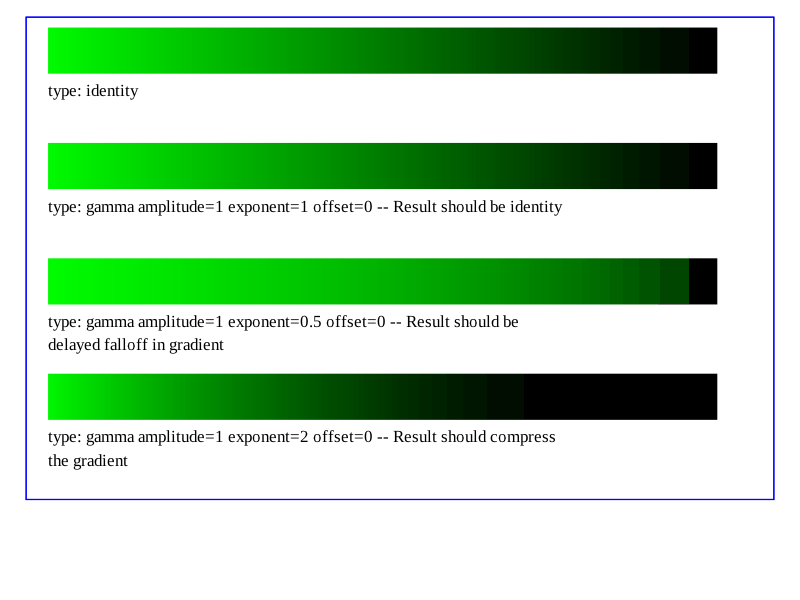 type: identity
type: gamma amplitude=1 exponent=1 offset=0 -- Result should be identity
type: gamma amplitude=1 exponent=0.5 offset=0 -- Result should be
delayed falloff in gradient
type: gamma amplitude=1 exponent=2 offset=0 -- Result should compress
the gradient